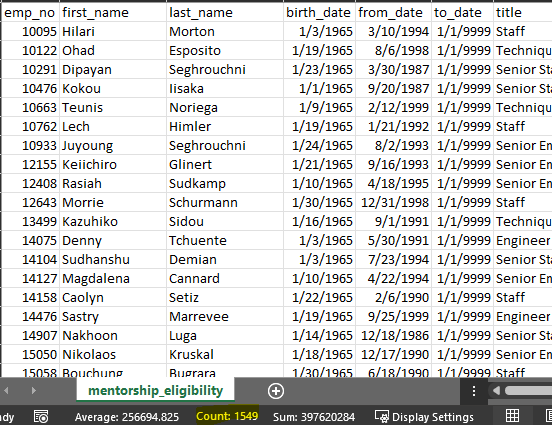 emp_no first_name last_name birth_date from_date to_date title
10095 Hilari Morton 1/3/1965 3/10/1994 1/1/9999 Staff
10122 Ohad Esposito 1/19/1965 8/6/1998 1/1/9999 Technique
10291 Dipayan Seghrouchni 1/23/1965 3/30/1987 1/1/9999 Senior Sta
10476 Kokou Iisaka 1/1/1965 9/20/1987 1/1/9999 Senior Sta
10663 Teunis Noriega 1/9/1965 2/12/1999 1/1/9999 Technique
10762 Lech Himler 1/19/1965 1/21/1992 1/1/9999 Staff
10933 Juyoung Seghrouchni 1/24/1965 8/2/1993 1/1/9999 Senior En
12155 Keiichiro Glinert 1/21/1965 9/16/1993 1/1/9999 Senior En
12408 Rasiah Sudkamp 1/10/1965 4/18/1995 1/1/9999 Senior En
12643 Morrie Schurmann 1/30/1965 12/31/1998 1/1/9999 Staff
13499 Kazuhiko Sidou 1/16/1965 9/1/1991 1/1/9999 Technique
14075 Denny Tchuente 1/3/1965 5/30/1991 1/1/9999 Engineer
14104 Sudhanshu Demian 1/3/1965 7/23/1994 1/1/9999 Senior Sta
14127 Magdalena Cannard 1/10/1965 4/22/1994 1/1/9999 Senior En
14158 Caolyn Setiz 1/22/1965 2/6/1990 1/1/9999 Staff
14476 Sastry Marrevee 1/19/1965 9/25/1999 1/1/9999 Engineer
14907 Nakhoon Luga 1/14/1965 12/18/1986 1/1/9999 Senior Sta
15050 Nikolaos Kruskal 1/18/1965 12/17/1990 1/1/9999 Senior En
15058 Bouchung Bugrara 1/30/1965 6/18/1990 1/1/9999 Staff
mentorship_eligibility
dy Average: 256694.825 Count: 1549 Sum: 397620284 Display Settings